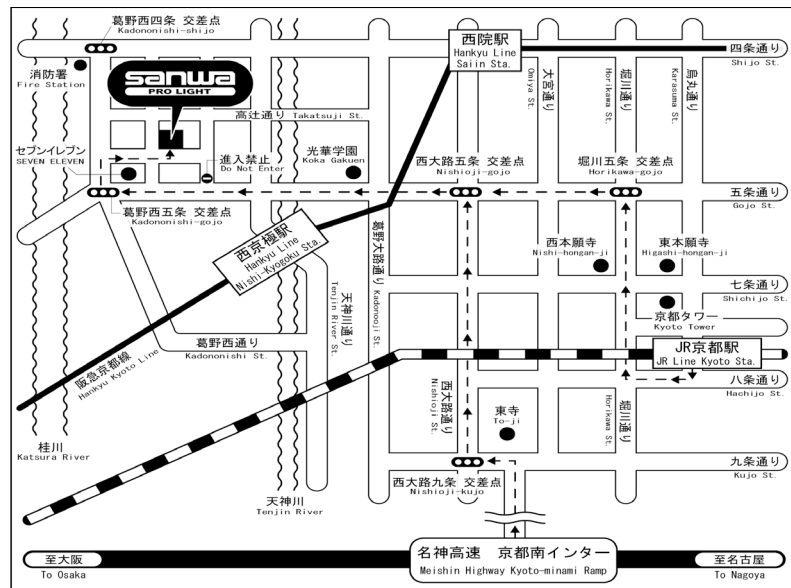 葛野西四条 交差点
Kadononishi-shijo
西院駅
Hankyu Line
Saiin Sta.
四条通り
Shijo St.
消防署
Fire Station
sanwa
PRO LIGHT
大宮通り
Omiya St.
堀川通り
Horikawa St.
烏丸通り
Karasuma St.
高辻通り Takatsuji St.
セブンイレブン
SEVEN ELEVEN
進入禁止
Do Not Enter
光華学園
Koka Gakuen
西大路五条 交差点
Nishioji-gojo
堀川五条 交差点
Horikawa-gojo
五条通り
Gojo St.
葛野西五条 交差点
Kadononishi-gojo
西京極駅
Hankyu Line
Nishi-Kyogoku Sta.
葛野大路通り Kadonooji St.
西本願寺
Nishi-hongan-ji
東本願寺
Higashi-hongan-ji
七条通り
Shichijo St.
天神川通り
Tenjin River St.
京都タワー
Kyoto Tower
葛野西通り
Kadononishi St.
阪急京都線
Hankyu Kyoto Line
JR京都駅
JR Line Kyoto Sta.
八条通り
Hachijo St.
西大路通り
Nishioji St.
東寺
To-ji
堀川通り
Horikawa St.
桂川
Katsura River
九条通り
Kujo St.
西大路九条 交差点
Nishioji-kujo
天神川
Tenjin River
至大阪
To Osaka
名神高速 京都南インター
Meishin Highway Kyoto-minami Ramp
至名古屋
To Nagoya